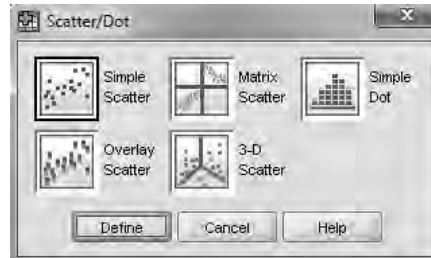 Scatter/Dot
Simple
Scatter
Matrix
Scatter
Simple
Dot
Overlay
Scatter
3-D
Scatter
Define
Cancel
Help